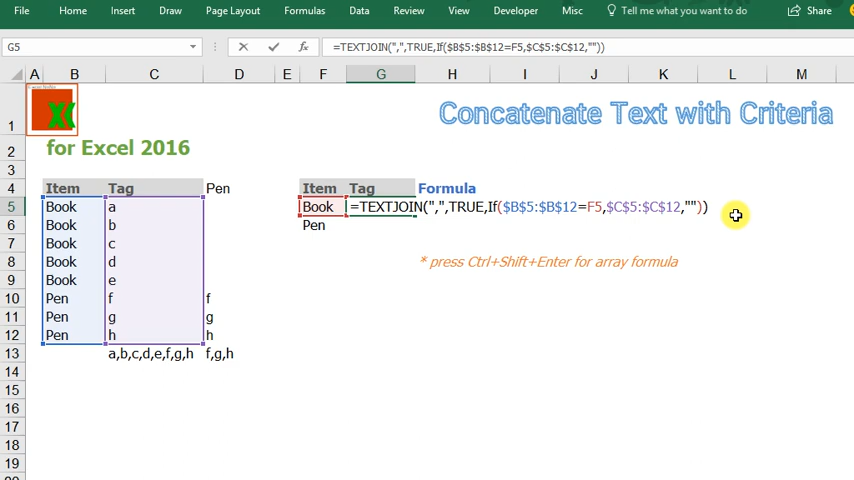 File Home Insert Draw Page Layout Formulas Data Review View Developer Misc Tell me what you want to do Share
G5 fx =TEXTJOIN(",",TRUE,If($B$5:$B$12=F5,$C$5:$C$12,""))
A B C D E F G H I J K L M
1 Concatenate Text with Criteria
2 for Excel 2016
3
4 Item Tag Pen Item Tag Formula
5 Book a Book =TEXTJOIN(",",TRUE,If($B$5:$B$12=F5,$C$5:$C$12,""))
6 Book b Pen
7 Book c
8 Book d * press Ctrl+Shift+Enter for array formula
9 Book e
10 Pen f f
11 Pen g g
12 Pen h h
13 a,b,c,d,e,f,g,h f,g,h
14
15
16
17
18
19